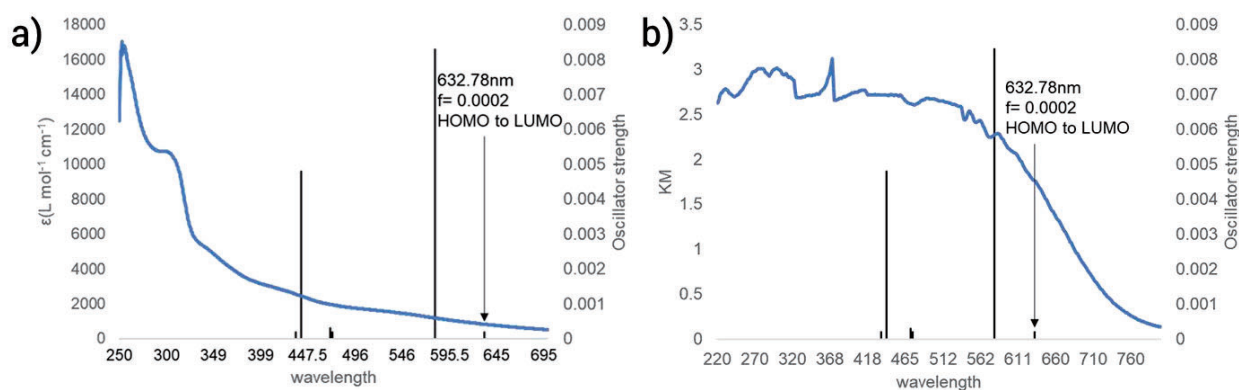 a)
18000
16000
14000
12000
10000
8000
6000
4000
2000
0
ε(L mol⁻¹ cm⁻¹)
250 300 349 399 447.5 496 546 595.5 645 695
wavelength
0.009
0.008
0.007
0.006
0.005
0.004
0.003
0.002
0.001
0
Oscillator strength
632.78nm
f= 0.0002
HOMO to LUMO
b)
3.5
3
2.5
2
1.5
1
0.5
0
KM
220 270 320 368 418 465 512 562 611 660 710 760
wavelength
0.009
0.008
0.007
0.006
0.005
0.004
0.003
0.002
0.001
0
Oscillator strength
632.78nm
f= 0.0002
HOMO to LUMO